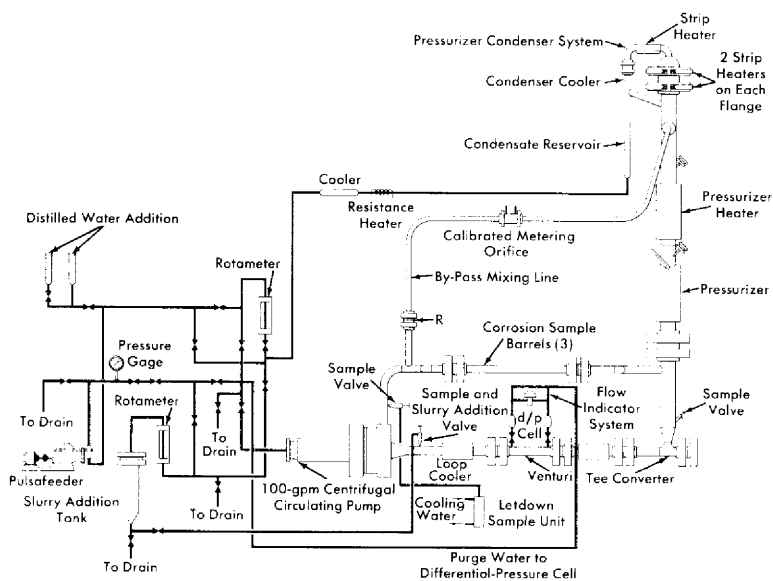 Strip
Heater
Pressurizer Condenser System
2 Strip
Heaters
on Each
Flange
Condenser Cooler
Condensate Reservoir
Cooler
Resistance
Heater
Pressurizer
Heater
Distilled Water Addition
Calibrated Metering
Orifice
Rotameter
By-Pass Mixing Line
Pressurizer
R
Pressure
Gage
Corrosion Sample
Barrels (3)
Sample
Valve
Sample and
Slurry Addition
Valve
Flow
Indicator
System
Sample
Valve
Rotameter
To Drain
To
Drain
d/p
Cell
Pulsafeeder
Slurry Addition
Tank
100-gpm Centrifugal
Circulating Pump
Loop
Cooler
Venturi
Tee Converter
To Drain
Cooling
Water
Letdown
Sample Unit
To Drain
Purge Water to
Differential-Pressure Cell